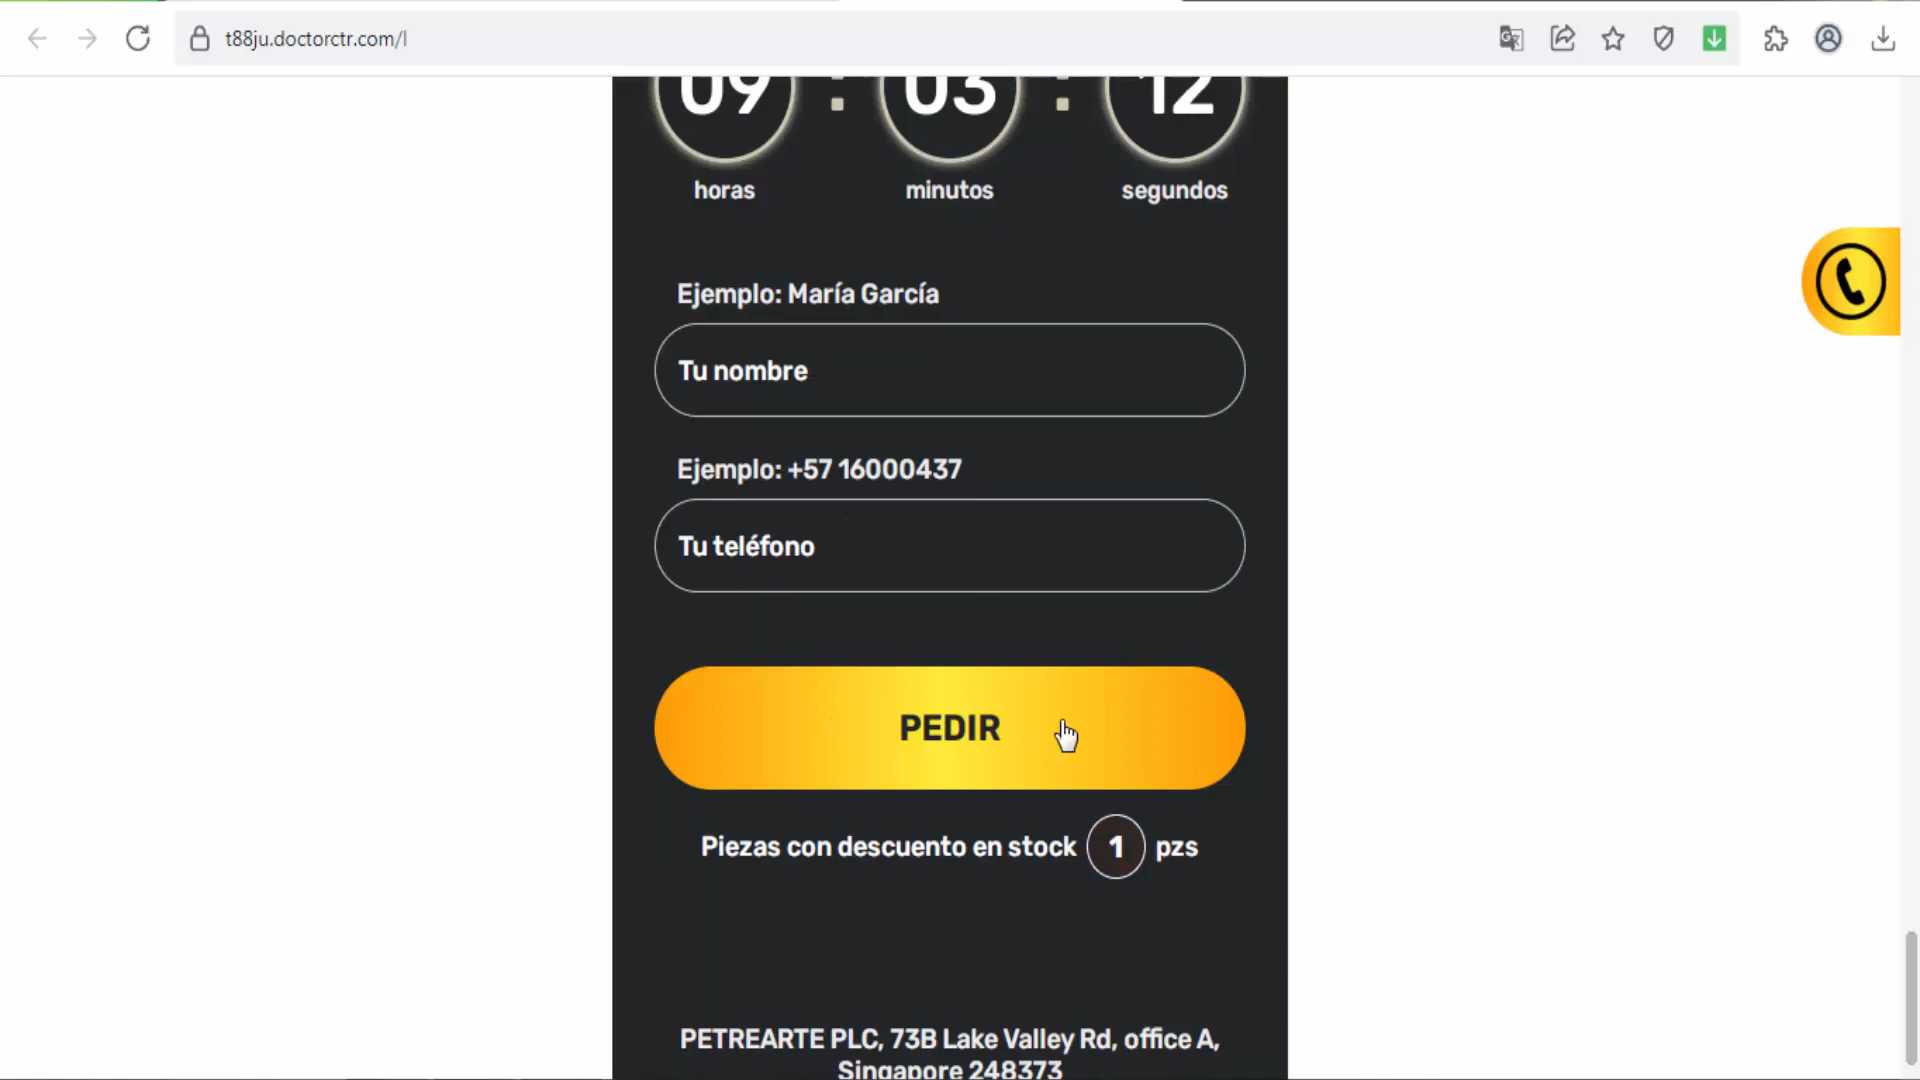 t88ju.doctorctr.com/l
09 : 03 : 12
horas minutos segundos
Ejemplo: María García
Tu nombre
Ejemplo: +57 16000437
Tu teléfono
PEDIR
Piezas con descuento en stock 1 pzs
PETREARTE PLC, 73B Lake Valley Rd, office A,
Singapore 248373